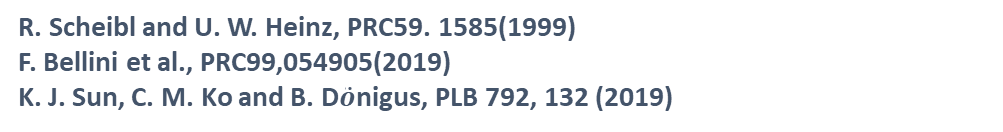 R. Scheibl and U. W. Heinz, PRC59. 1585(1999)
F. Bellini et al., PRC99,054905(2019)
K. J. Sun, C. M. Ko and B. Dȯnigus, PLB 792, 132 (2019)